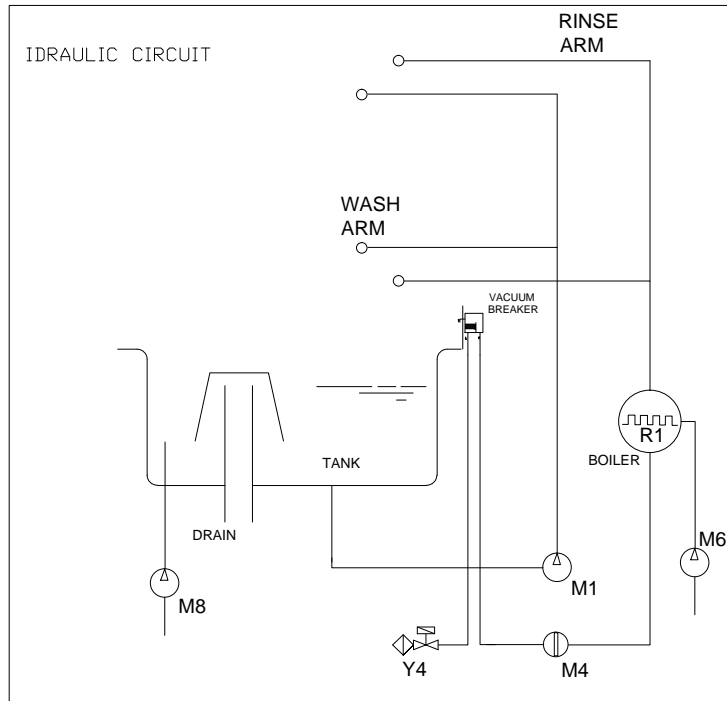 IDRAULIC CIRCUIT
RINSE
ARM
WASH
ARM
VACUUM
BREAKER
R1
BOILER
TANK
DRAIN
M6
M8
M1
Y4
M4